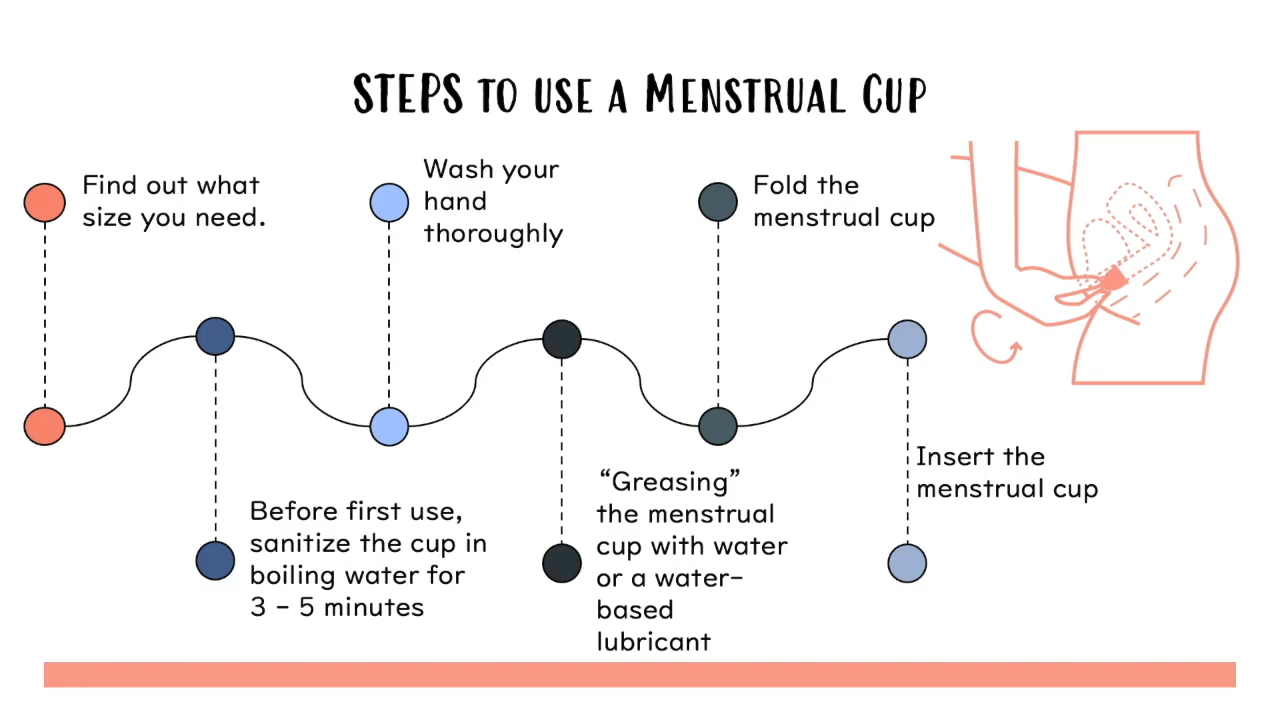 STEPS TO USE A MENSTRUAL CUP
Find out what
size you need.
Before first use,
sanitize the cup in
boiling water for
3 - 5 minutes
Wash your
hand
thoroughly
“Greasing”
the menstrual
cup with water
or a water-
based
lubricant
Fold the
menstrual cup
Insert the
menstrual cup